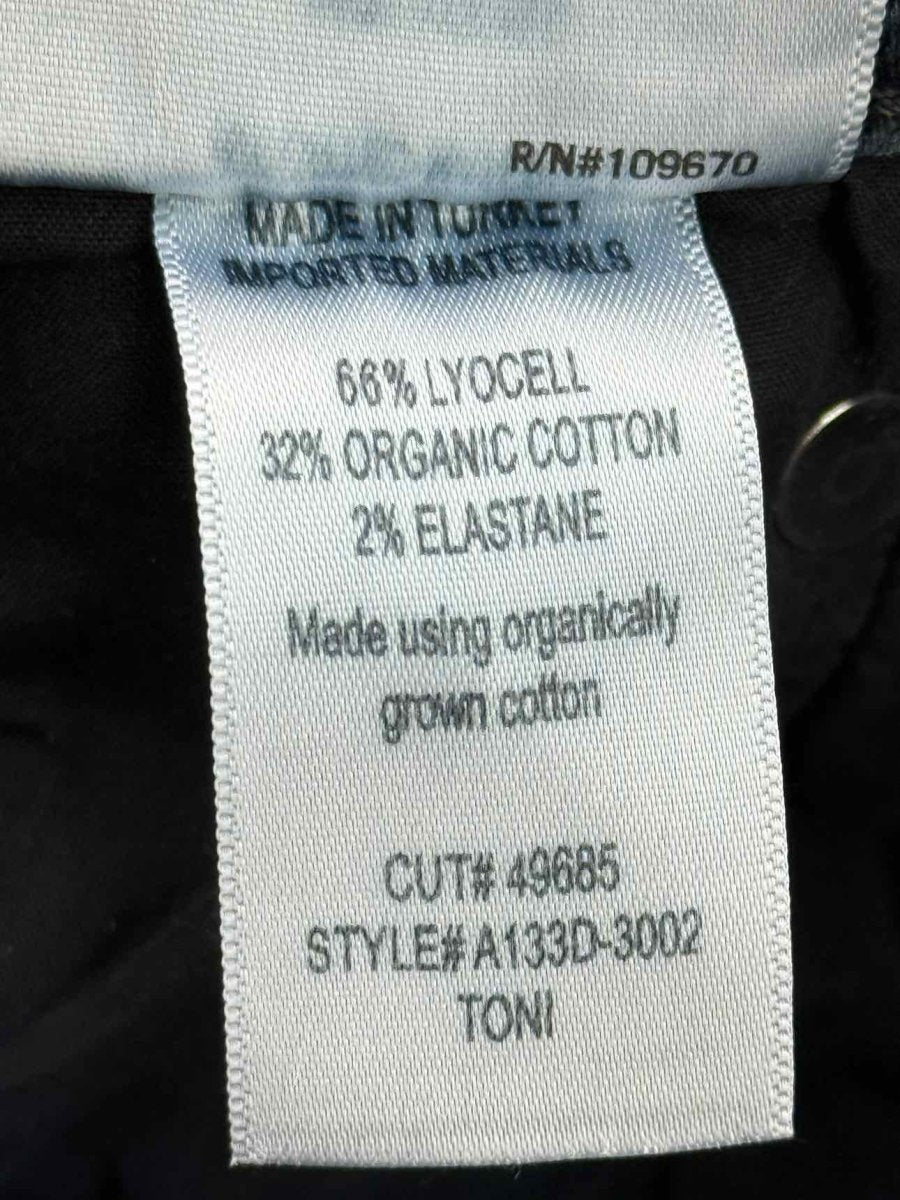 R/N#109670
MADE IN TURKEY
IMPORTED MATERIALS
66% LYOCELL
32% ORGANIC COTTON
2% ELASTANE
Made using organically
grown cotton
CUT# 49685
STYLE# A133D-3002
TONI